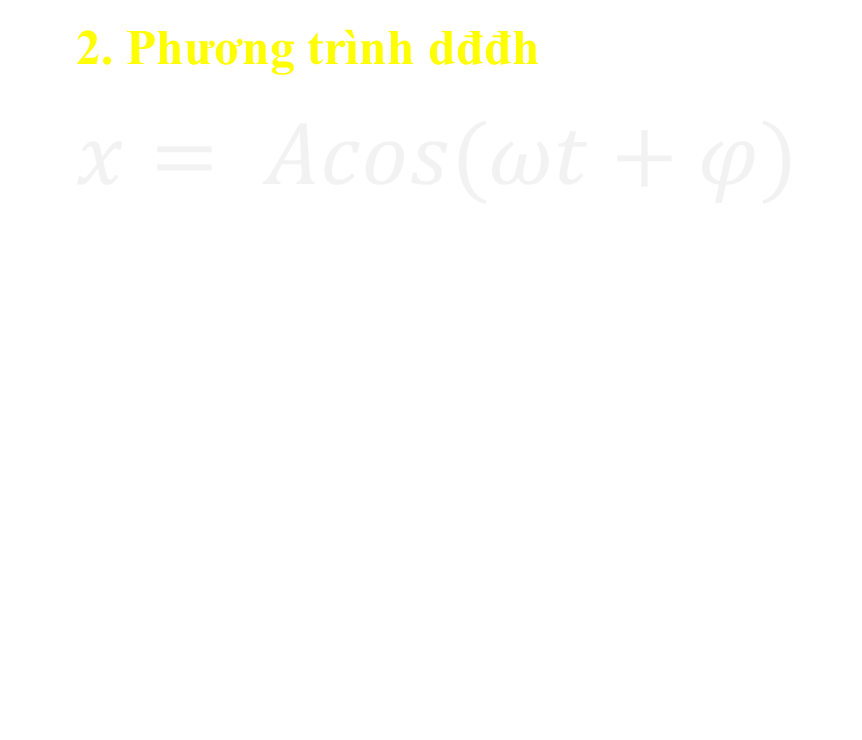 2. Phương trình dđđh
x = Acos(ωt + φ)